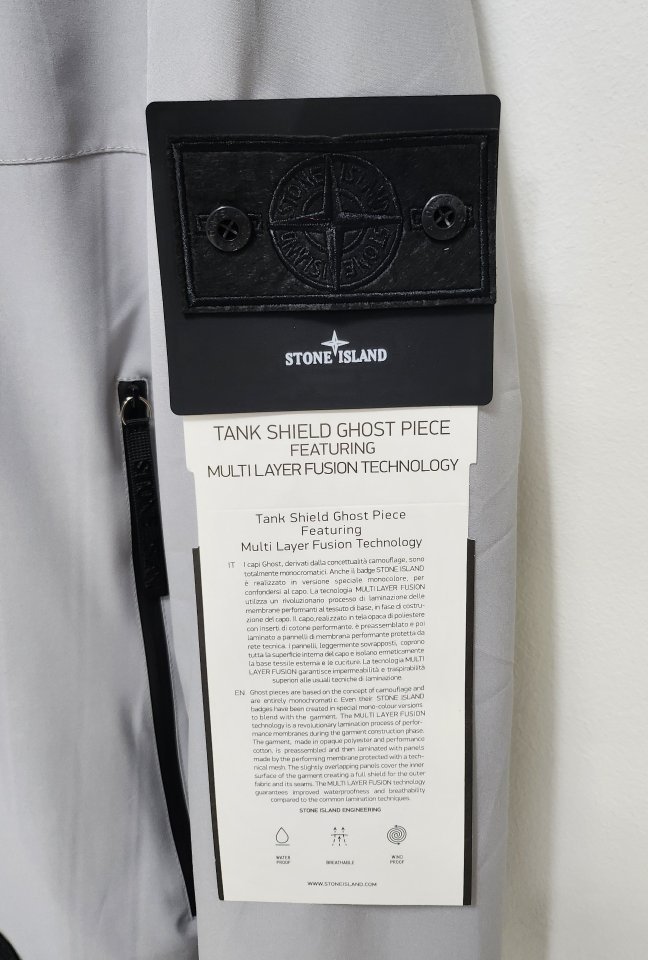 STONE ISLAND
STONE ISLAND
STONE ISLAND
TANK SHIELD GHOST PIECE
FEATURING
MULTI LAYER FUSION TECHNOLOGY
Tank Shield Ghost Piece
Featuring
Multi Layer Fusion Technology
IT I capi Ghost, derivati dalla concettualità camouflage, sono
totalmente monocromatici. Anche il badge STONE ISLAND
è realizzato in versione speciale monocolore, per
confondersi al capo. La tecnologia MULTI LAYER FUSION
utilizza un rivoluzionario processo di laminazione delle
membrane performanti al tessuto di base, in fase di costru-
zione del capo. Il capo, realizzato in tela opaca di poliestere
con inserti di cotone performante, è preassemblato e poi
laminato a pannelli di membrana performante protetta da
rete tecnica. I pannelli, leggermente sovrapposti, coprono
tutta la superficie interna del capo e isolano ermeticamente
la base tessile esterna e le cuciture. La tecnologia MULTI
LAYER FUSION garantisce impermeabilità e traspirabilità
superiori alle usuali tecniche di laminazione.
EN Ghost pieces are based on the concept of camouflage and
are entirely monochromatic. Even their STONE ISLAND
badges have been created in special mono-colour versions
to blend with the garment. The MULTI LAYER FUSION
technology is a revolutionary lamination process of perfor-
mance membranes during the garment construction phase.
The garment, made in opaque polyester and performance
cotton, is preassembled and then laminated with panels
made by the performing membrane protected with a tech-
nical mesh. The slightly overlapping panels cover the inner
surface of the garment creating a full shield for the outer
fabric and its seams. The MULTI LAYER FUSION technology
guarantees improved waterproofness and breathability
compared to the common lamination techniques.
STONE ISLAND ENGINEERING
WATER
PROOF
BREATHABLE
WIND
PROOF
WWW.STONEISLAND.COM